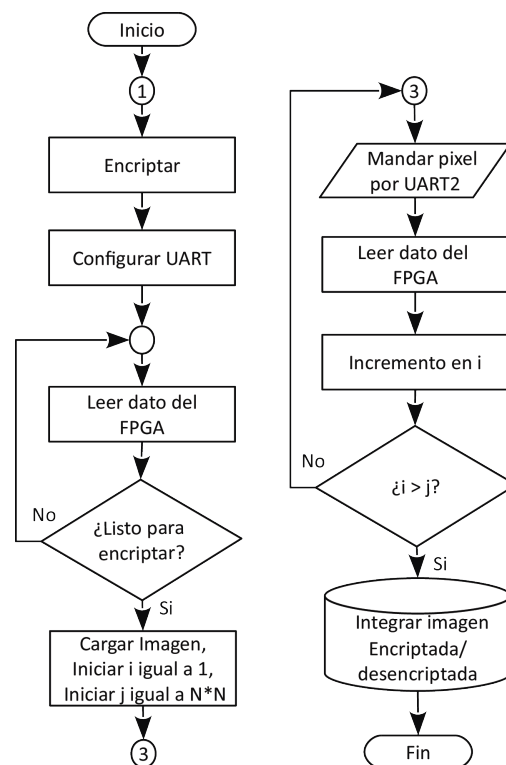 Inicio
1
Encriptar
Configurar UART
Leer dato del
FPGA
No
¿Listo para
encriptar?
Si
Cargar Imagen,
Iniciar i igual a 1,
Iniciar j igual a N*N
3
3
Mandar pixel
por UART2
Leer dato del
FPGA
Incremento en i
No
¿i > j?
Si
Integrar imagen
Encriptada/
desencriptada
Fin